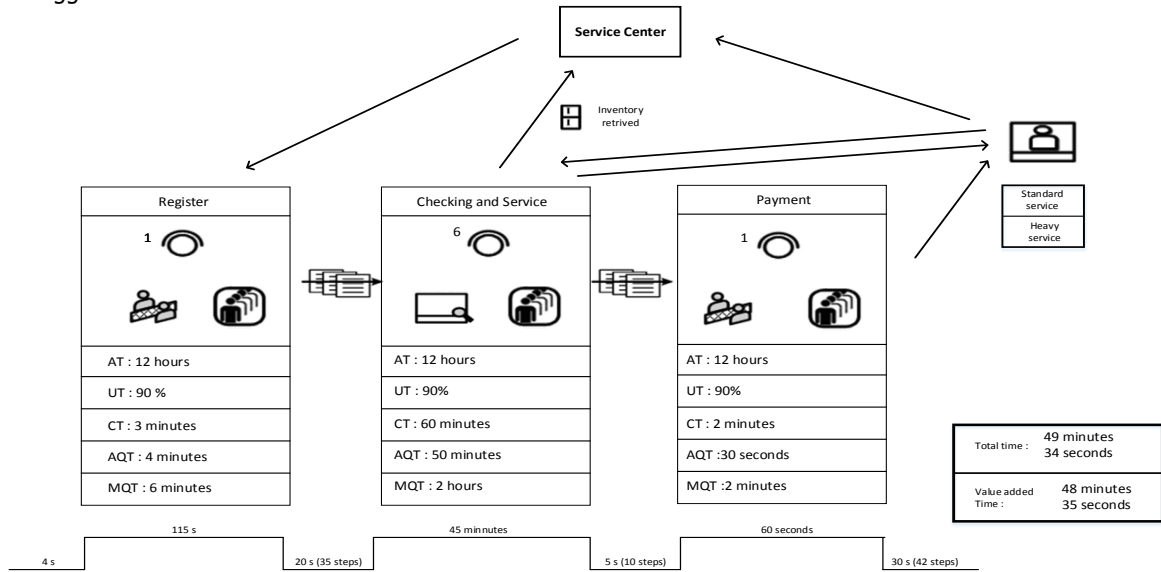 Service Center
Inventory
retrived
Standard
service
Heavy
service
Register
1
AT : 12 hours
UT : 90 %
CT : 3 minutes
AQT : 4 minutes
MQT : 6 minutes
Checking and Service
6
AT : 12 hours
UT : 90%
CT : 60 minutes
AQT : 50 minutes
MQT : 2 hours
Payment
1
AT : 12 hours
UT : 90%
CT : 2 minutes
AQT :30 seconds
MQT :2 minutes
Total time :
49 minutes
34 seconds
Value added
Time :
48 minutes
35 seconds
4 s
115 s
20 s (35 steps)
45 minnutes
5 s (10 steps)
60 seconds
30 s (42 steps)